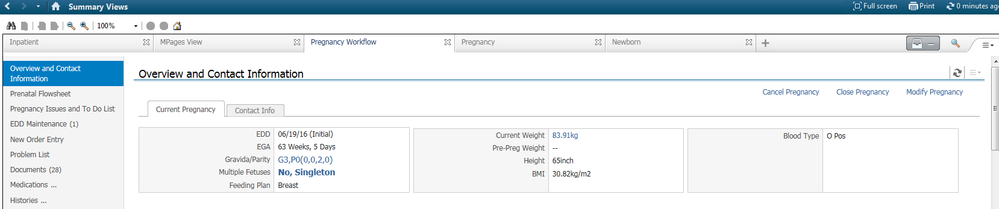 Summary Views
Full screen Print 0 minutes ago
100%
Inpatient MPages View Pregnancy Workflow Pregnancy Newborn
Overview and Contact
Information
Prenatal Flowsheet
Pregnancy Issues and To Do List
EDD Maintenance (1)
New Order Entry
Problem List
Documents (28)
Medications ...
Histories ...
Overview and Contact Information
Cancel Pregnancy Close Pregnancy Modify Pregnancy
Current Pregnancy Contact Info
EDD 06/19/16 (Initial)
EGA 63 Weeks, 5 Days
Gravida/Parity G3,P0(0,0,2,0)
Multiple Fetuses No, Singleton
Feeding Plan Breast
Current Weight 83.91kg
Pre-Preg Weight --
Height 65inch
BMI 30.82kg/m2
Blood Type O Pos